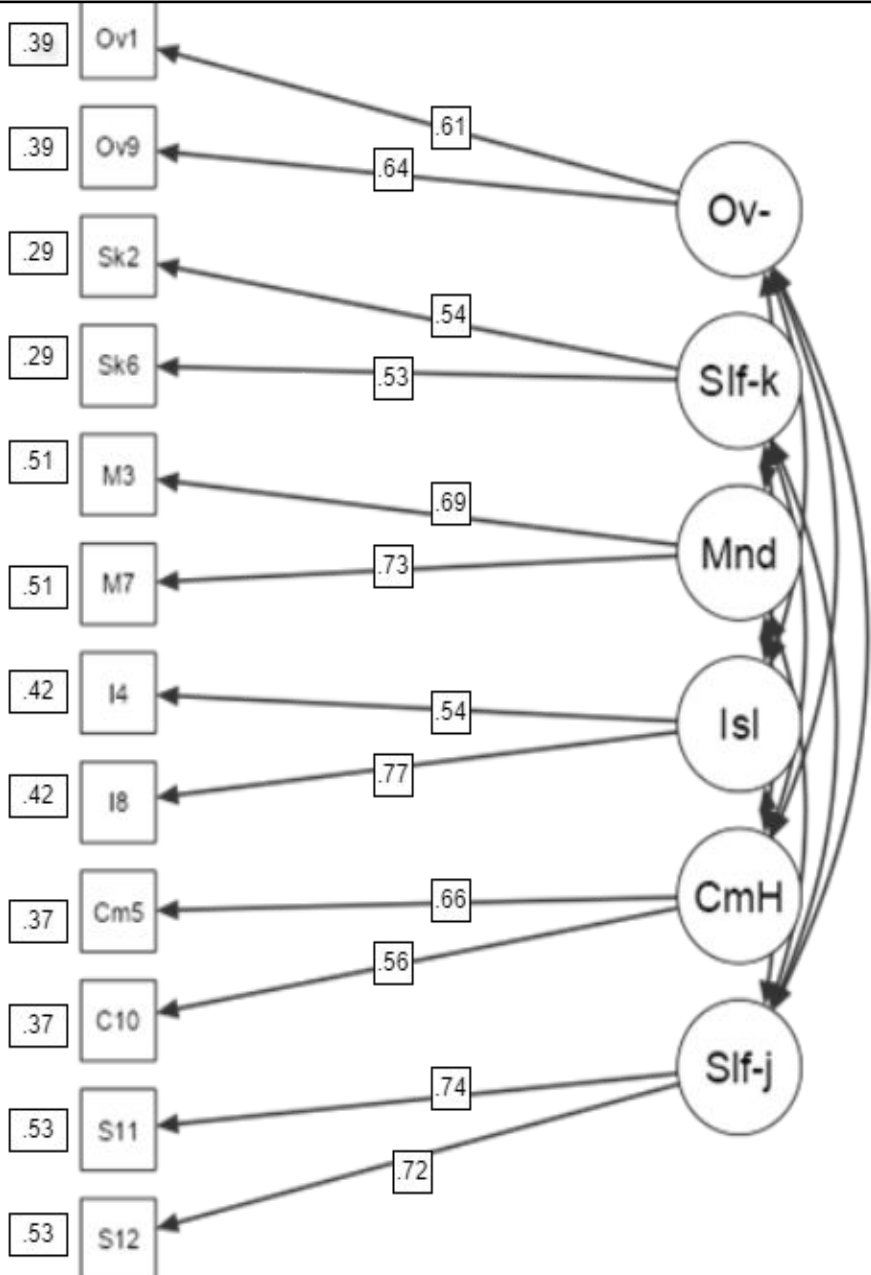 .39 Ov1
.61
.39 Ov9
.64
Ov-
.29 Sk2
.54
.29 Sk6
.53
Slf-k
.51 M3
.69
.51 M7
.73
Mnd
.42 I4
.54
.42 I8
.77
Isl
.37 Cm5
.66
.37 C10
.56
CmH
.53 S11
.74
.53 S12
.72
Slf-j